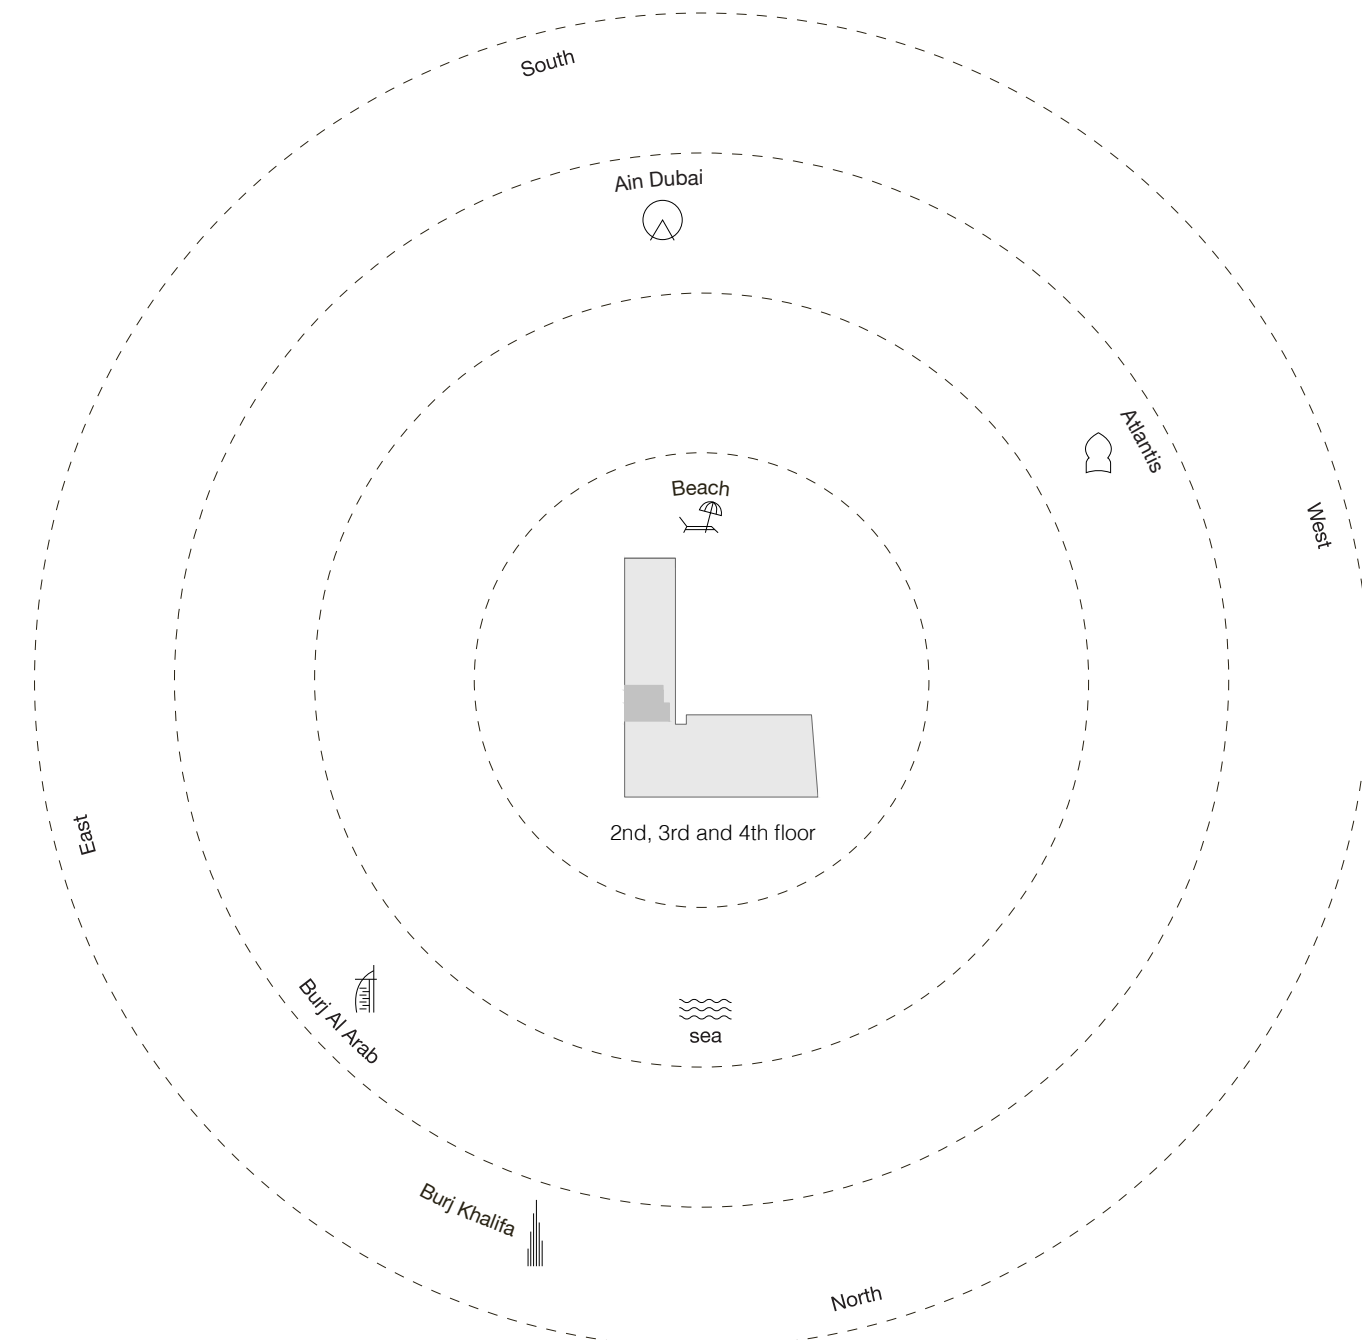 South
Ain Dubai
Atlantis
Beach
West
2nd, 3rd and 4th floor
East
Burj Al Arab
sea
Burj Khalifa
North